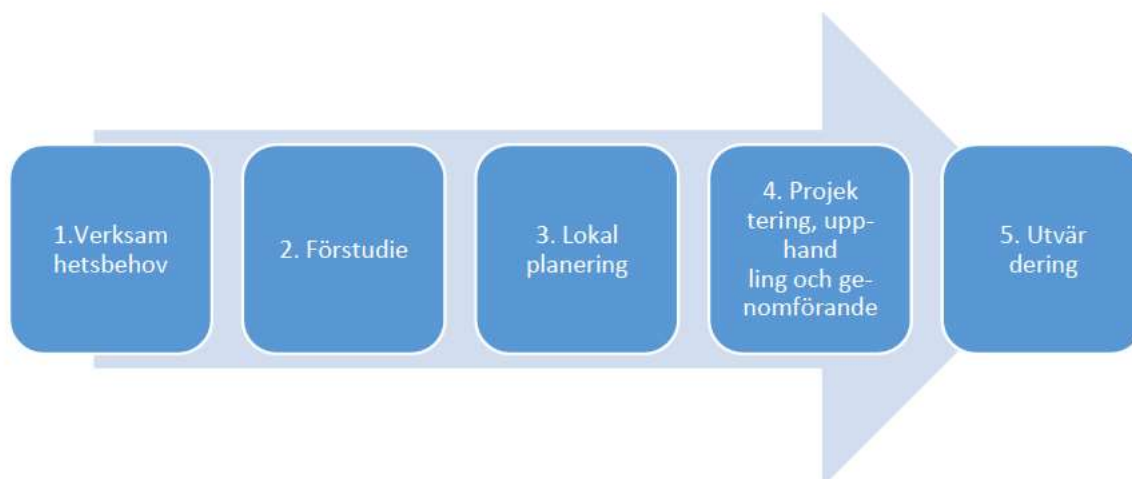 1.Verksam
hetsbehov
2. Förstudie
3. Lokal
planering
4. Projek
tering, upp-
hand
ling och ge-
nomförande
5. Utvär
dering